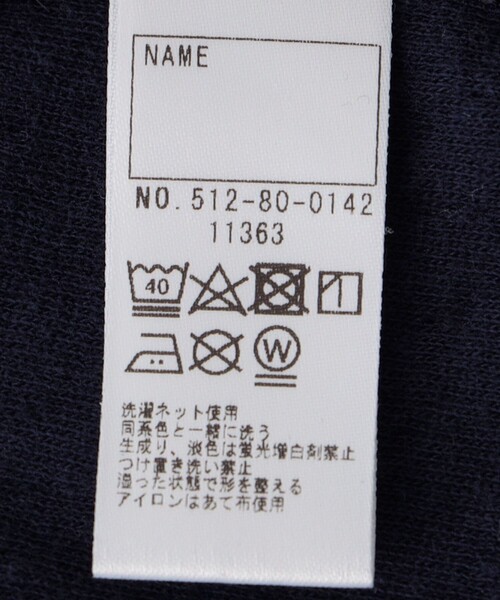 NAME
NO. 512-80-0142
11363
40
W
洗濯ネット使用
同系色と一緒に洗う
生成り、淡色は蛍光増白剤禁止
つけ置き洗い禁止
湿った状態で形を整える
アイロンはあて布使用